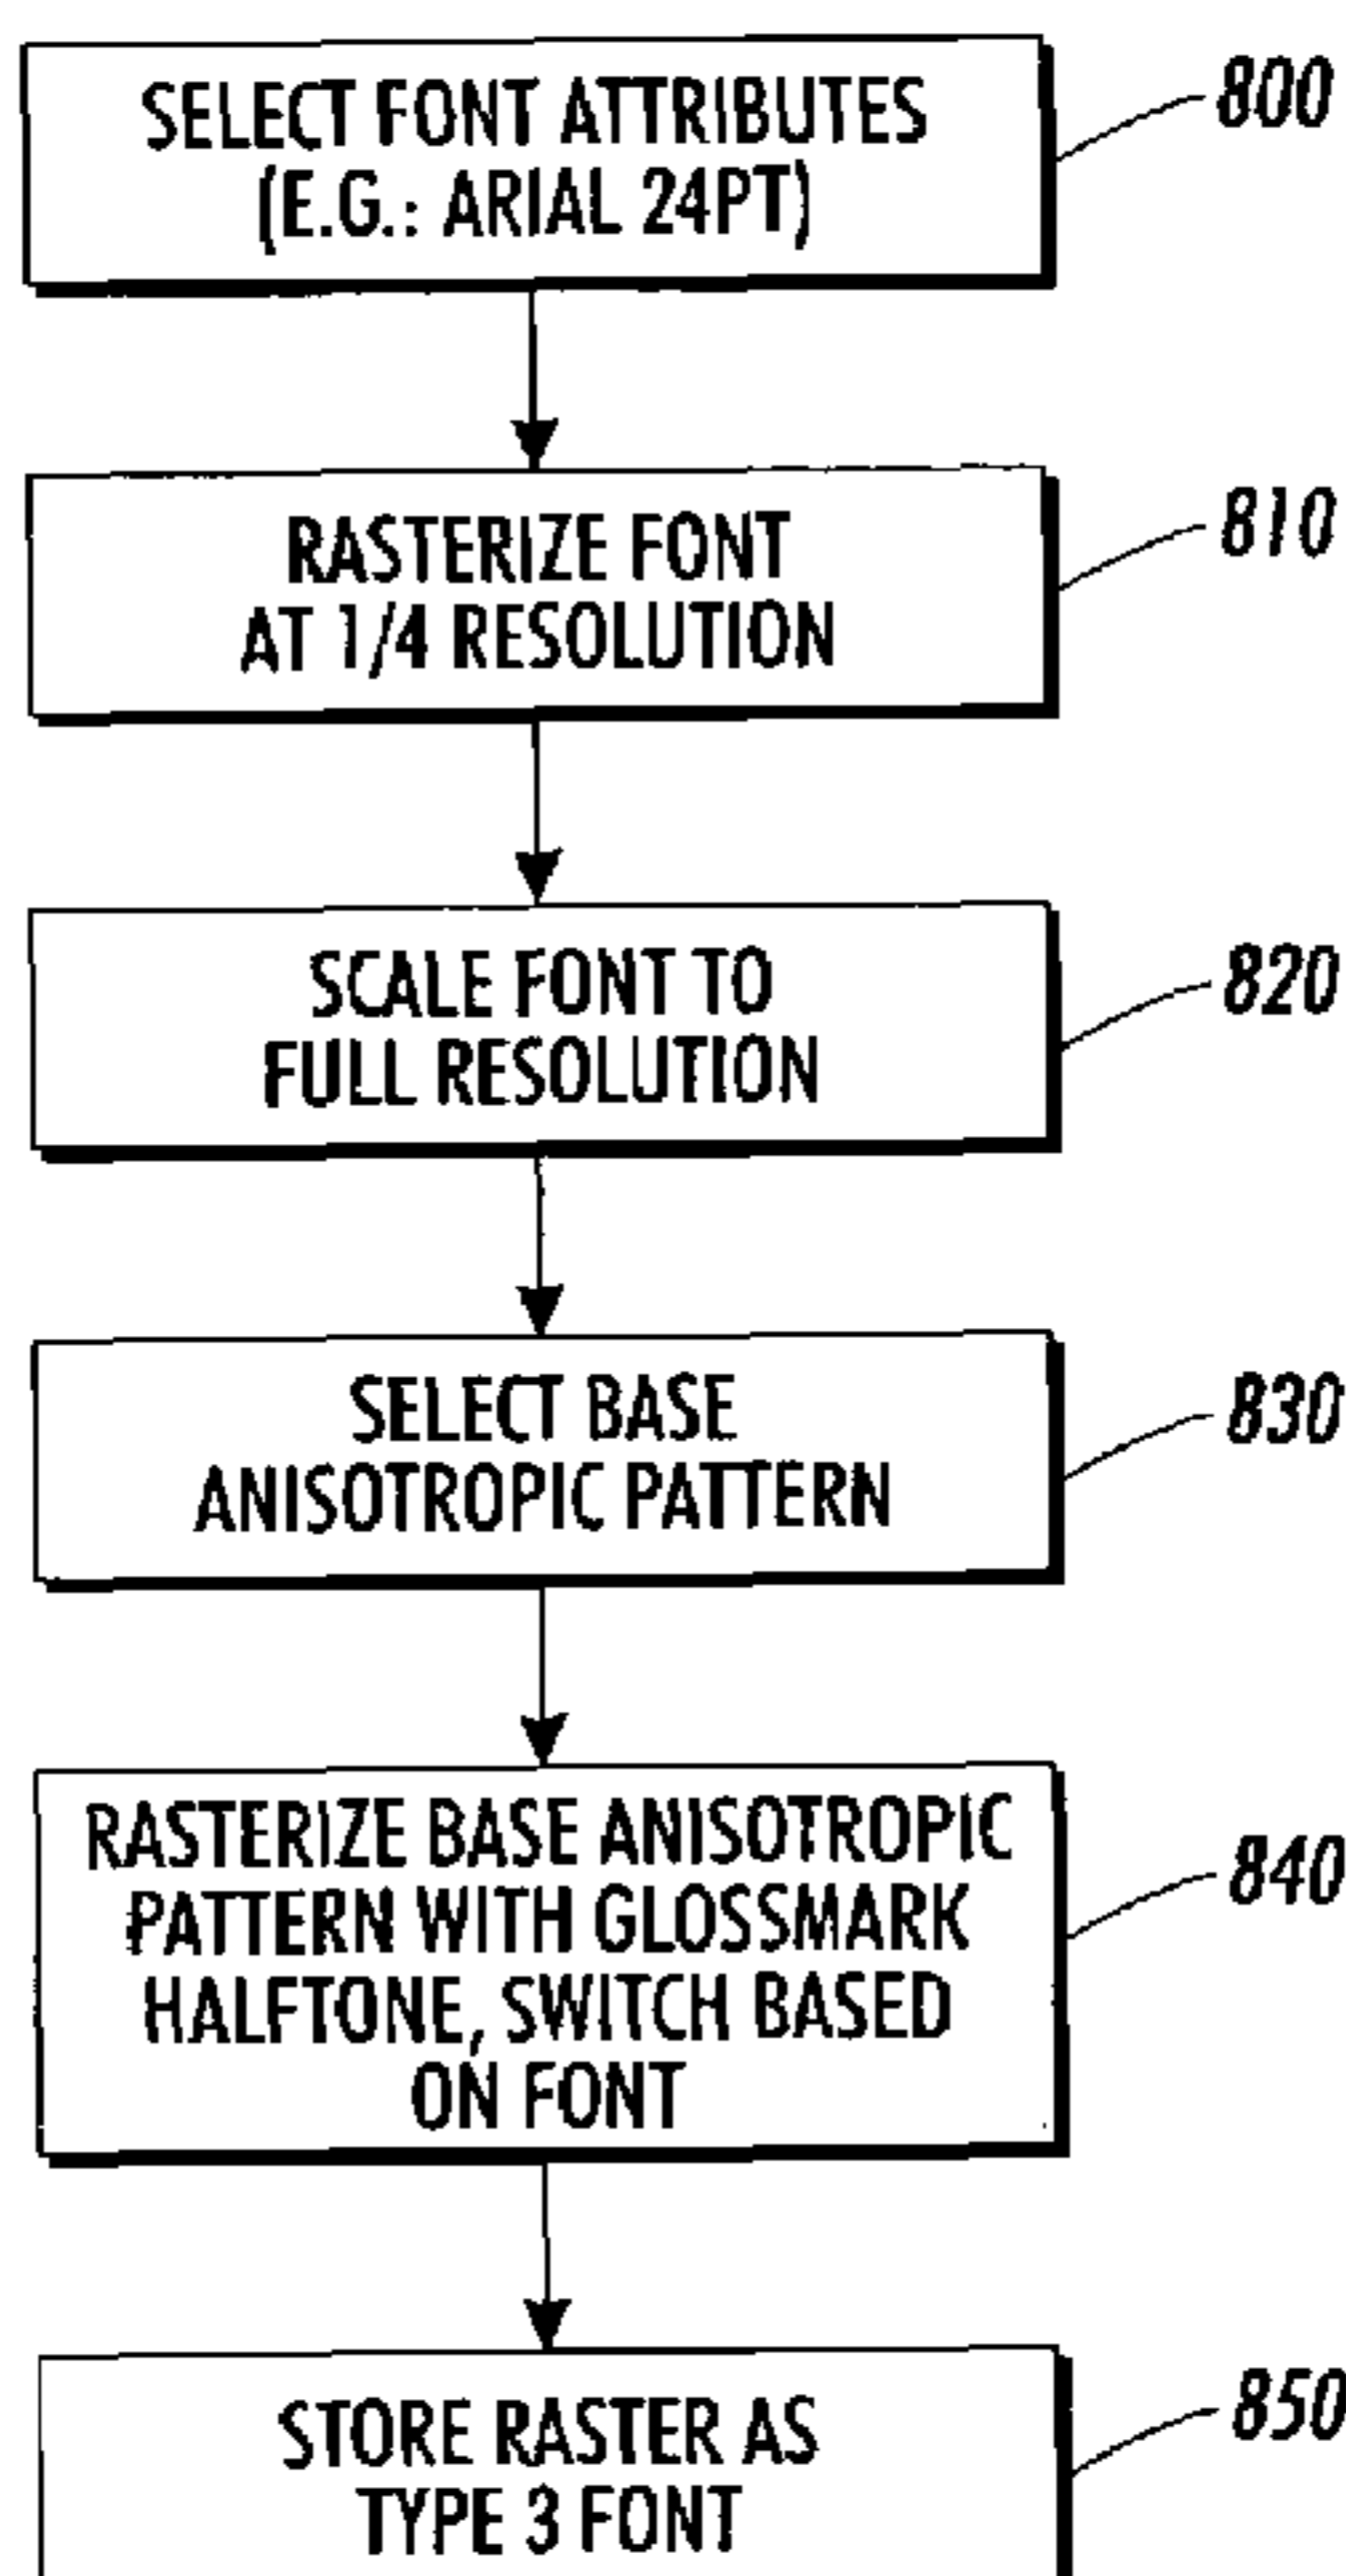 SELECT FONT ATTRIBUTES
(E.G.: ARIAL 24PT)
800
RASTERIZE FONT
AT 1/4 RESOLUTION
810
SCALE FONT TO
FULL RESOLUTION
820
SELECT BASE
ANISOTROPIC PATTERN
830
RASTERIZE BASE ANISOTROPIC
PATTERN WITH GLOSSMARK
HALFTONE, SWITCH BASED
ON FONT
840
STORE RASTER AS
TYPE 3 FONT
850